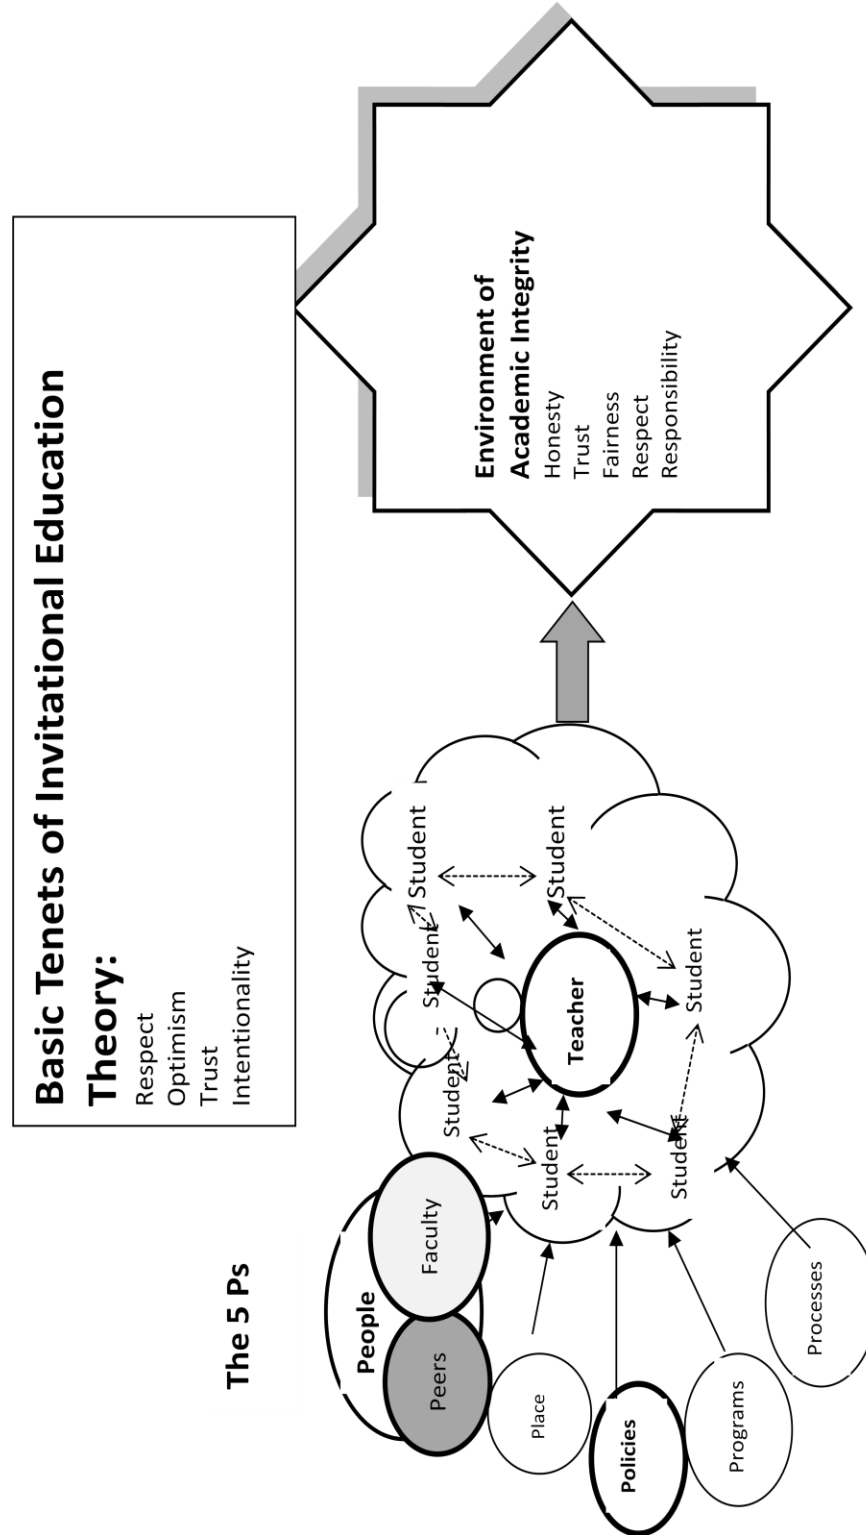 Basic Tenets of Invitational Education
Theory:
Respect
Optimism
Trust
Intentionality
The 5 Ps
People
Peers
Faculty
Place
Policies
Programs
Processes
Student
Student
Student
Student
Student
Student
Student
Teacher
Environment of
Academic Integrity
Honesty
Trust
Fairness
Respect
Responsibility